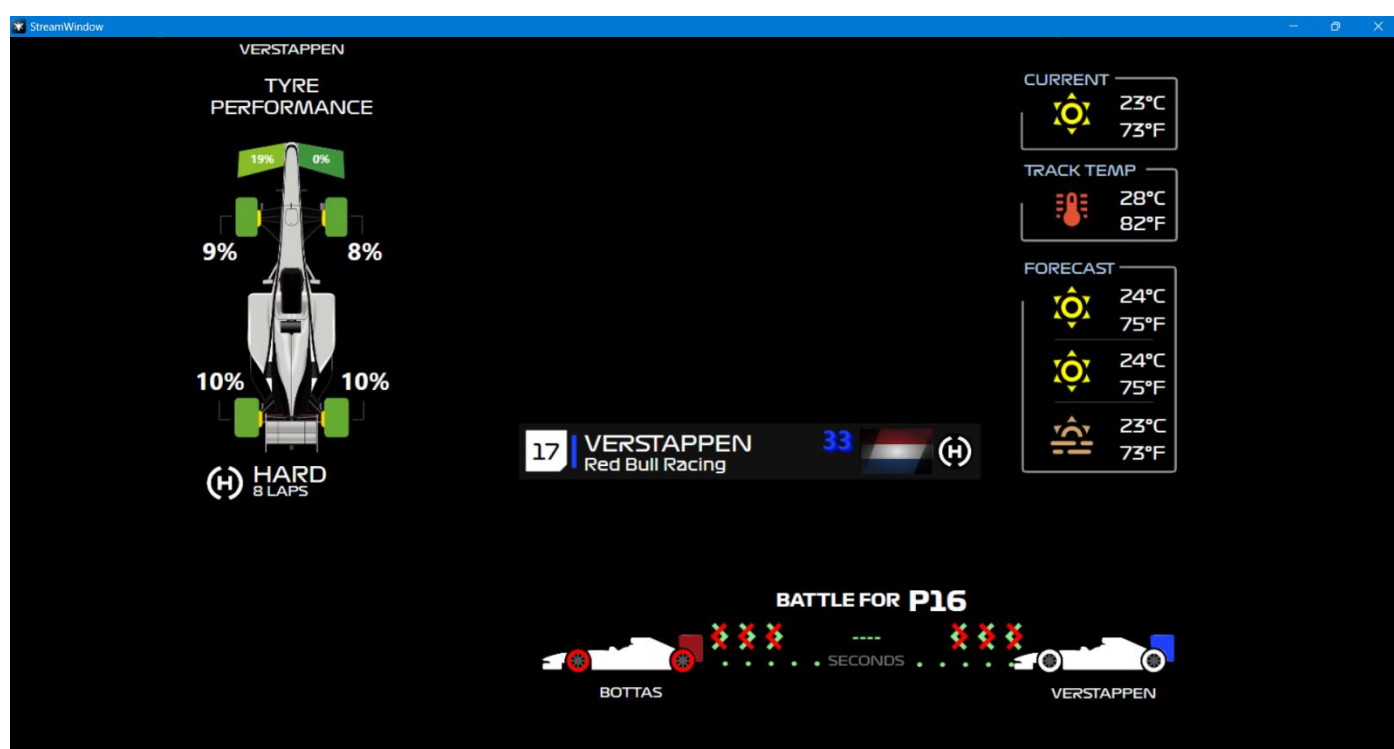 StreamWindow
VERSTAPPEN
TYRE
PERFORMANCE
19% 0%
9% 8%
10% 10%
H HARD
8 LAPS
CURRENT
23°C
73°F
TRACK TEMP
28°C
82°F
FORECAST
24°C
75°F
24°C
75°F
23°C
73°F
17 VERSTAPPEN 33 H
Red Bull Racing
BATTLE FOR P16
----
SECONDS
BOTTAS
VERSTAPPEN